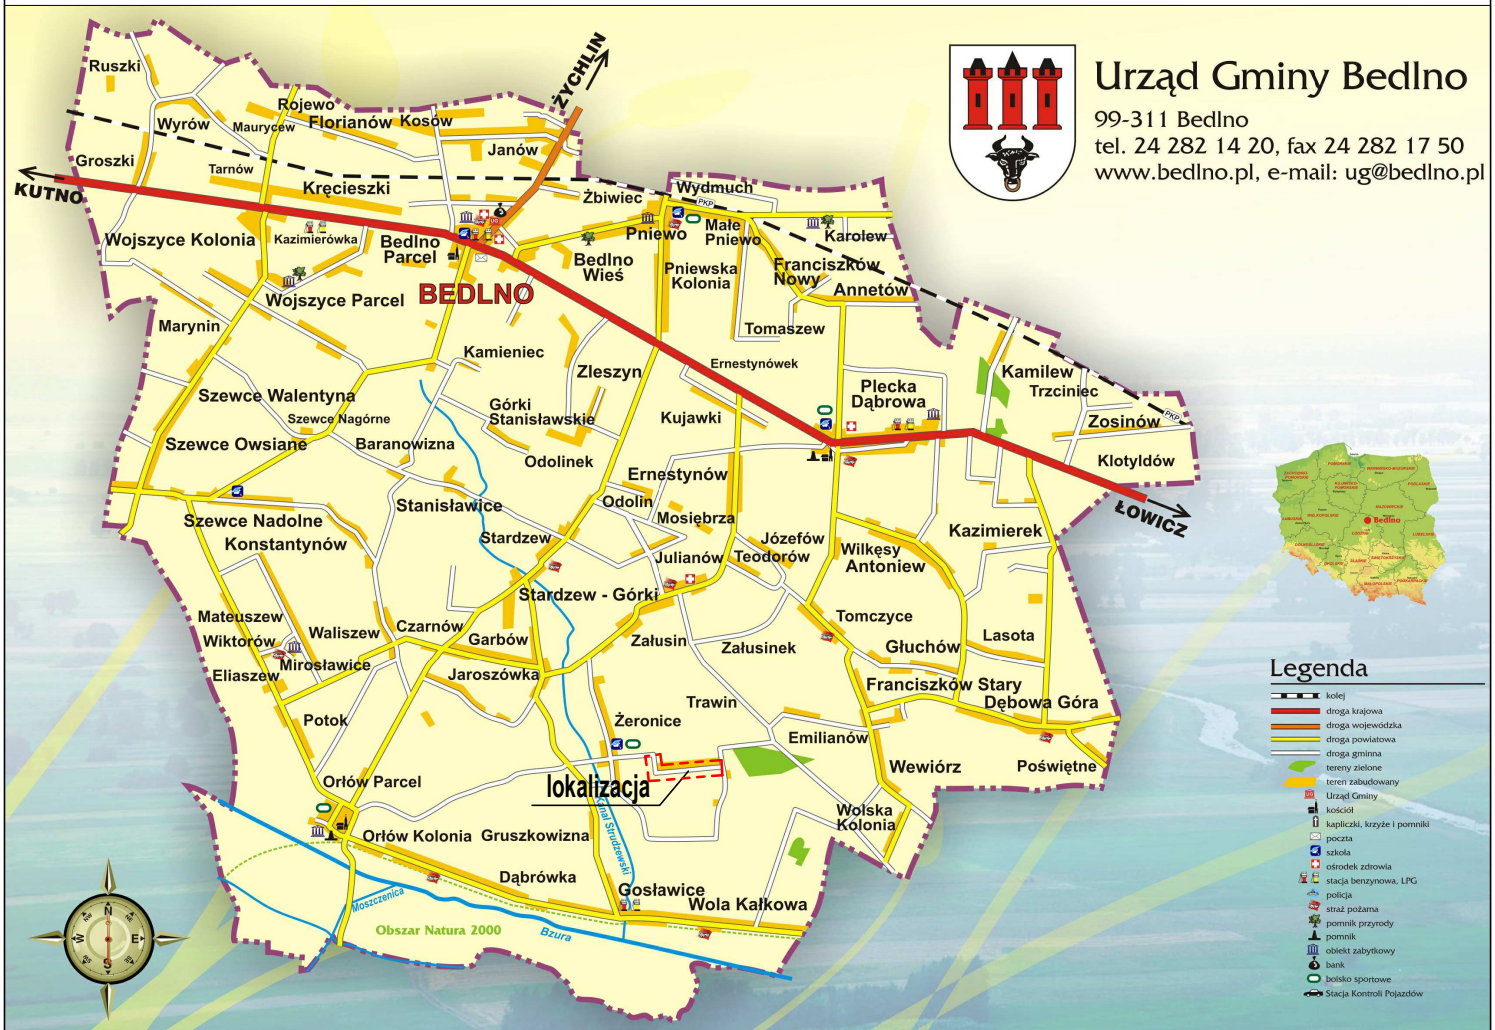 Urząd Gminy Bedlno
99-311 Bedlno
tel. 24 282 14 20, fax 24 282 17 50
www.bedlno.pl, e-mail: ug@bedlno.pl
ŻYCHLIN
Ruszki
Rojewo
Wyrów
Maurycew
Florianów
Kosów
Janów
Groszki
Tarnów
KUTNO
Kręcieszki
Żbiwiec
Wydmuch
PKP
Wojszyce Kolonia
Kazimierówka
Bedlno
Parcel
Pniewo
Małe
Pniewo
Karolew
Bedlno
Wieś
Pniewska
Kolonia
Franciszków
Nowy
Annetów
Wojszyce Parcel
BEDLNO
Marynin
Tomaszew
Kamieniec
Zleszyn
Ernestynówek
Kamilew
Trzciniec
Plecka
Dąbrowa
Szewce Walentyna
Górki
Stanisławskie
Kujawki
PKP
Zosinów
Szewce Nagórne
Szewce Owsiane
Baranowizna
Odolinek
Klotyldów
Ernestynów
Stanisławice
Odolin
ŁOWICZ
Szewce Nadolne
Mosiębrza
Kazimierek
Konstantynów
Stardzew
Józefów
Julianów
Teodorów
Wilkęsy
Antoniew
Stardzew - Górki
Mateuszew
Tomczyce
Wiktorów
Waliszew
Czarnów
Garbów
Załusin
Załusinek
Głuchów
Lasota
Mirosławice
Eliaszew
Jaroszówka
Franciszków Stary
Trawin
Dębowa Góra
Potok
Żeronice
Emilianów
Wewiórz
Poświętne
Orłów Parcel
lokalizacja
Wolska
Kolonia
Orłów Kolonia
Gruszkowizna
Kanał Strudzewski
Dąbrówka
Gosławice
Wola Kałkowa
Moszczenica
Obszar Natura 2000
Bzura
N
NE
E
S
SW
W
NW
Bedlno
Legenda
kolej
droga krajowa
droga wojewódzka
droga powiatowa
droga gminna
tereny zielone
teren zabudowany
Urząd Gminy
kościół
kapliczki, krzyże i pomniki
poczta
szkoła
ośrodek zdrowia
stacja benzynowa, LPG
policja
straż pożarna
pomnik przyrody
pomnik
obiekt zabytkowy
bank
boisko sportowe
Stacja Kontroli Pojazdów